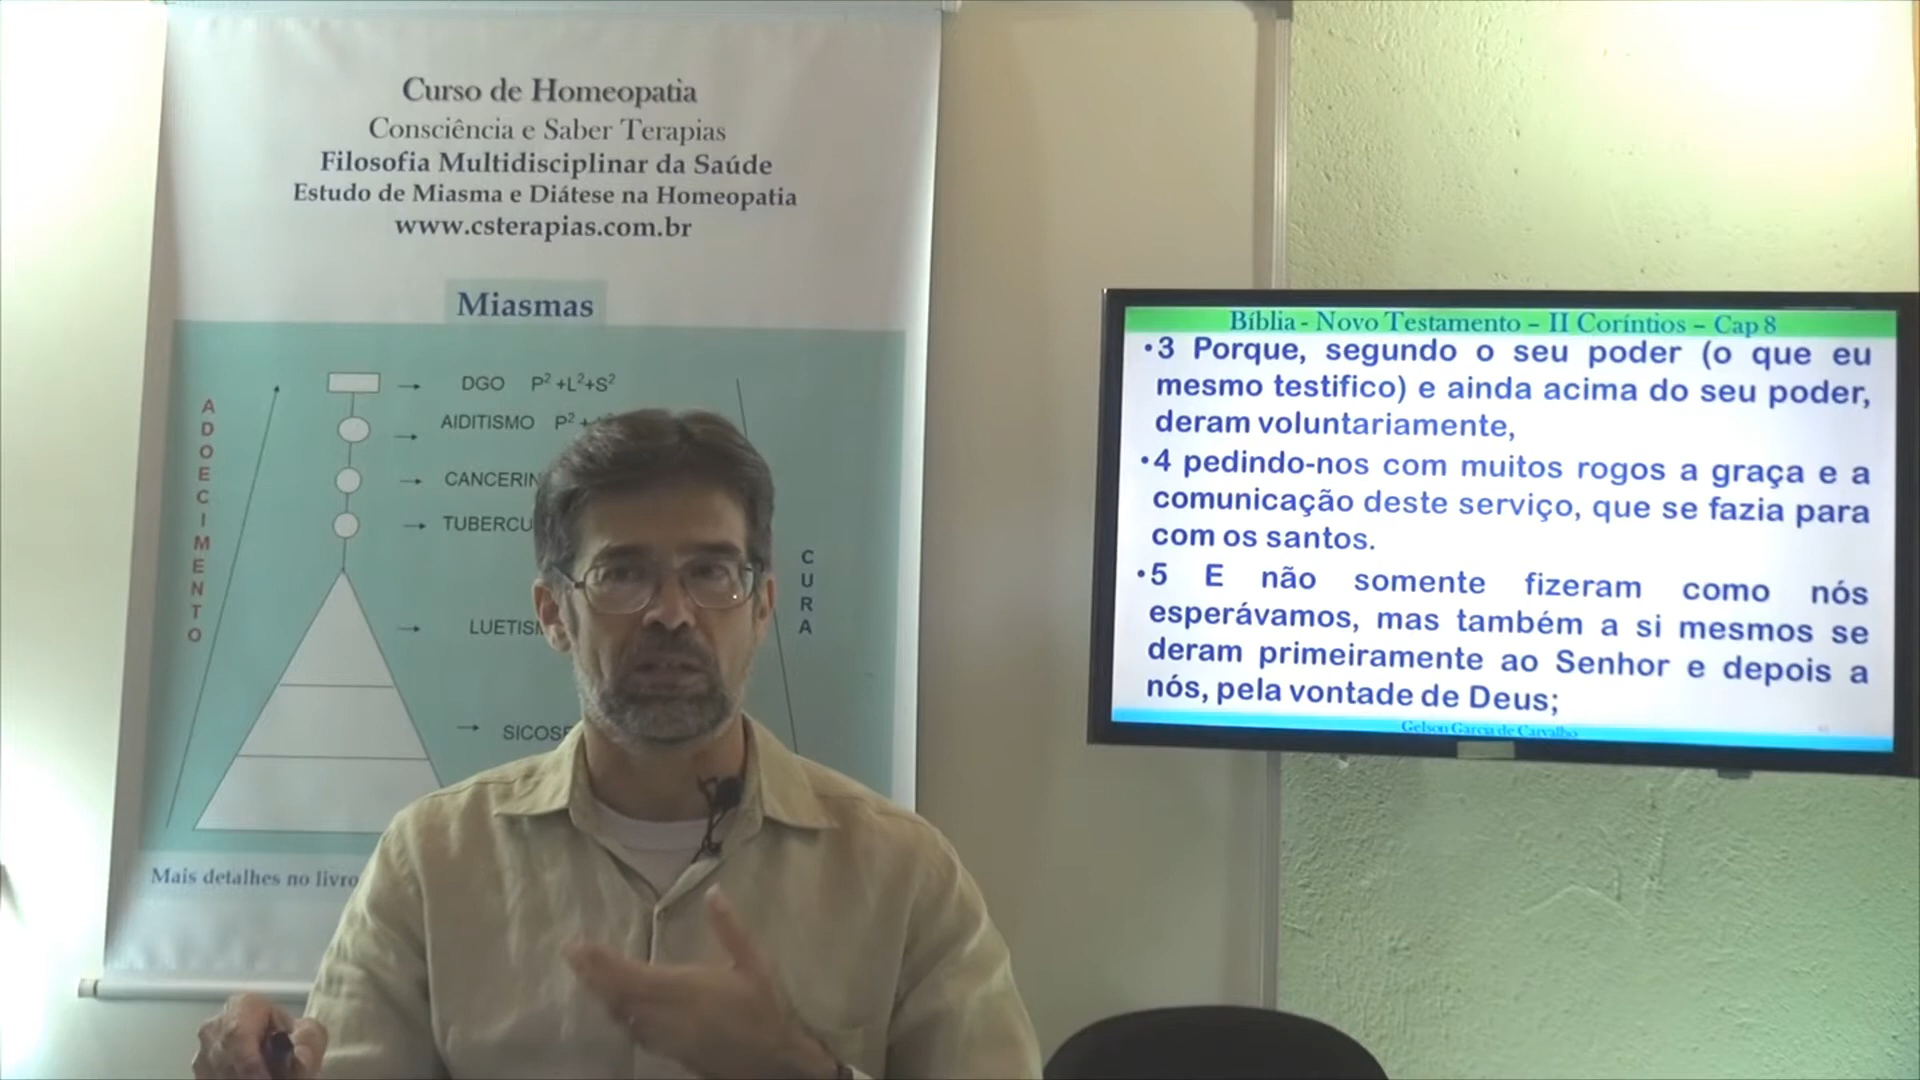 Curso de Homeopatia
Consciência e Saber Terapias
Filosofia Multidisciplinar da Saúde
Estudo de Miasma e Diátese na Homeopatia
www.csterapias.com.br
Miasmas
ADOECIMENTO
DGO P²+L²+S²
AIDITISMO P²+
CANCERIN
TUBERCU
LUETIS
SICOS
CURA
Mais detalhes no livro
Bíblia - Novo Testamento – II Coríntios – Cap 8
•3 Porque, segundo o seu poder (o que eu
mesmo testifico) e ainda acima do seu poder,
deram voluntariamente,
•4 pedindo-nos com muitos rogos a graça e a
comunicação deste serviço, que se fazia para
com os santos.
•5 E não somente fizeram como nós
esperávamos, mas também a si mesmos se
deram primeiramente ao Senhor e depois a
nós, pela vontade de Deus;
Gelson Garcia de Carvalho